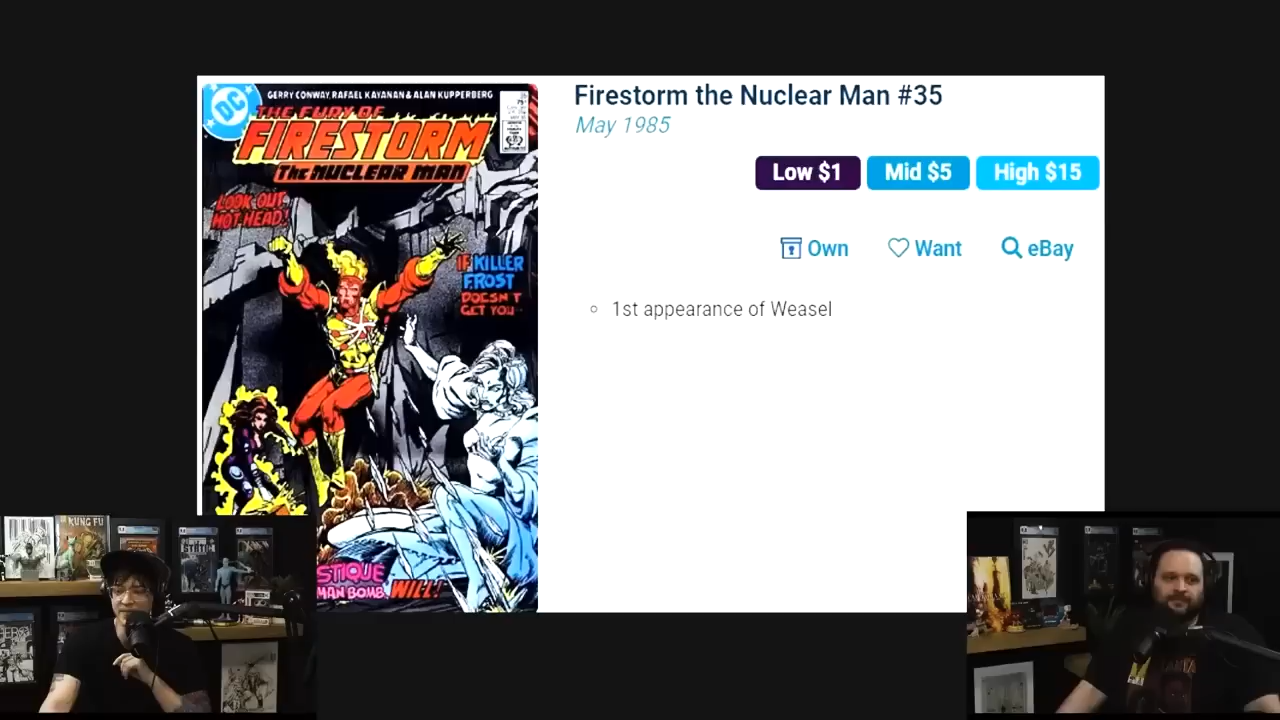 GERRY CONWAY, RAFAEL KAYANAN & ALAN KUPPERBERG
DC
THE FURY OF
FIRESTORM
THE NUCLEAR MAN
LOOK OUT,
HOT-HEAD!
IF KILLER
FROST
DOESN'T
GET YOU--
STIQUE
MAN BOMB, WILL!
Firestorm the Nuclear Man #35
May 1985
Low $1
Mid $5
High $15
Own
Want
eBay
1st appearance of Weasel
KUNG FU
STATIC